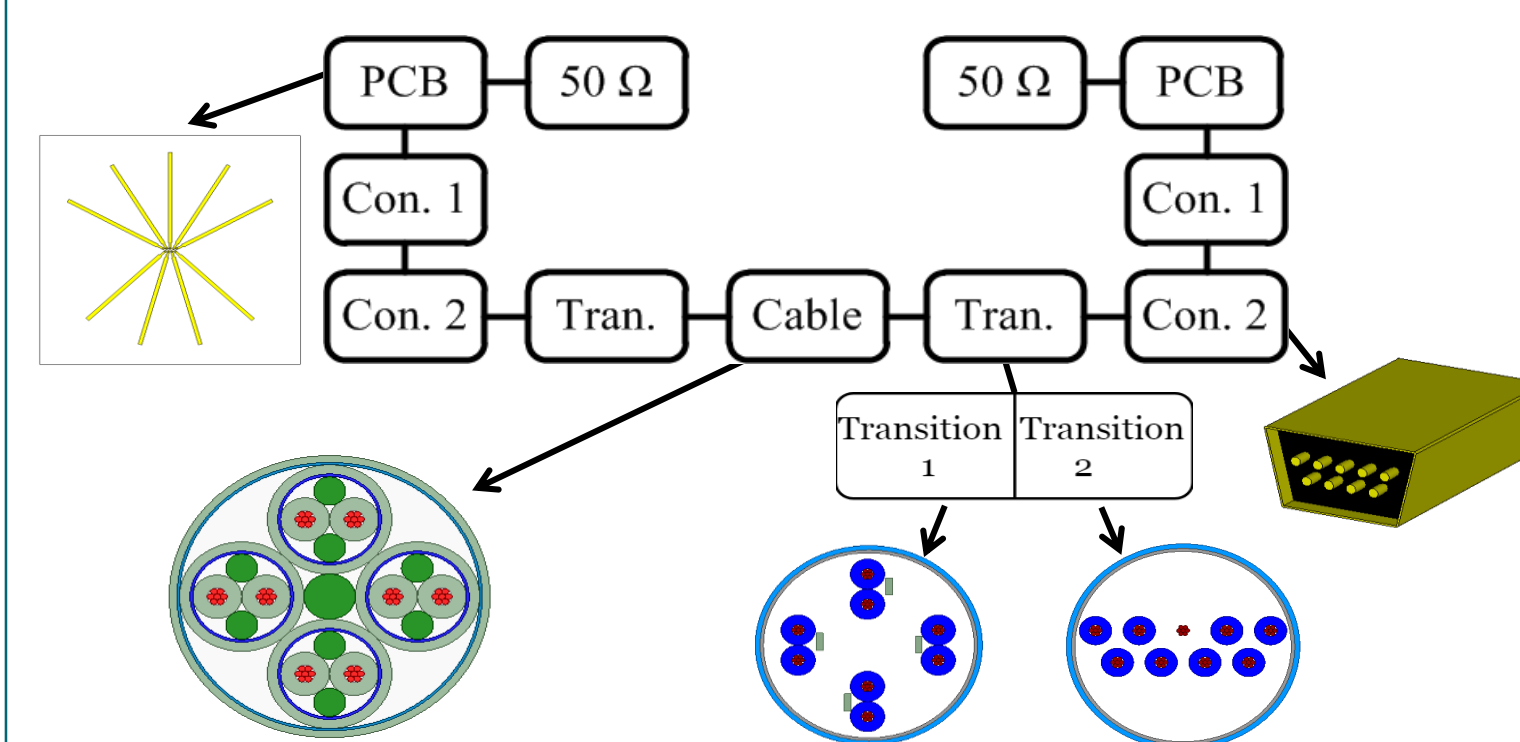 PCB
50 Ω
50 Ω
PCB
Con. 1
Con. 1
Con. 2
Tran.
Cable
Tran.
Con. 2
Transition
1
Transition
2